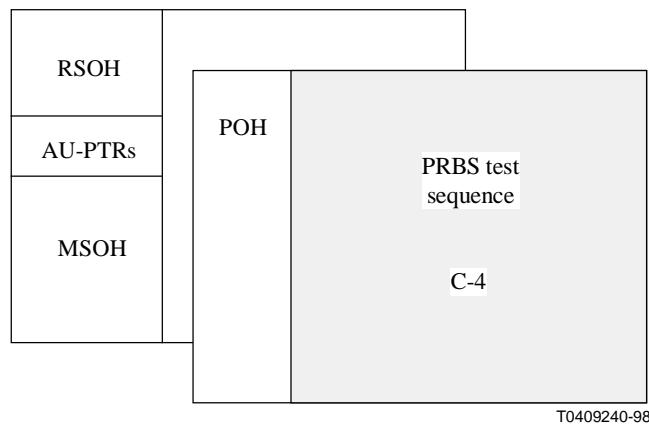 RSOH
AU-PTRs
MSOH
POH
PRBS test
sequence
C-4
T0409240-98